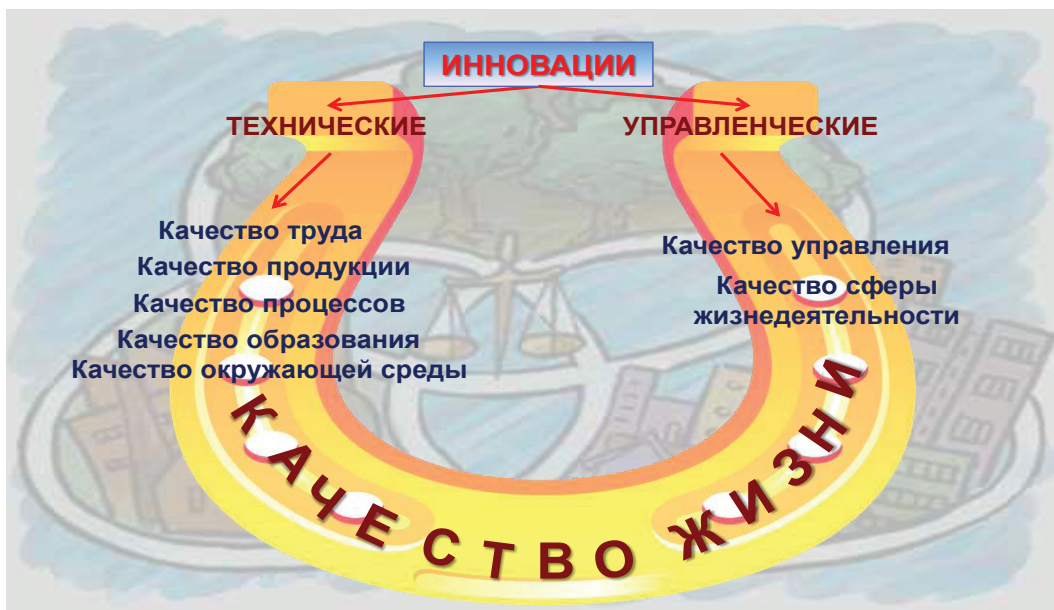 ИННОВАЦИИ
ТЕХНИЧЕСКИЕ
УПРАВЛЕНЧЕСКИЕ
Качество труда
Качество продукции
Качество процессов
Качество образования
Качество окружающей среды
Качество управления
Качество сферы
жизнедеятельности
КАЧЕСТВО ЖИЗНИ